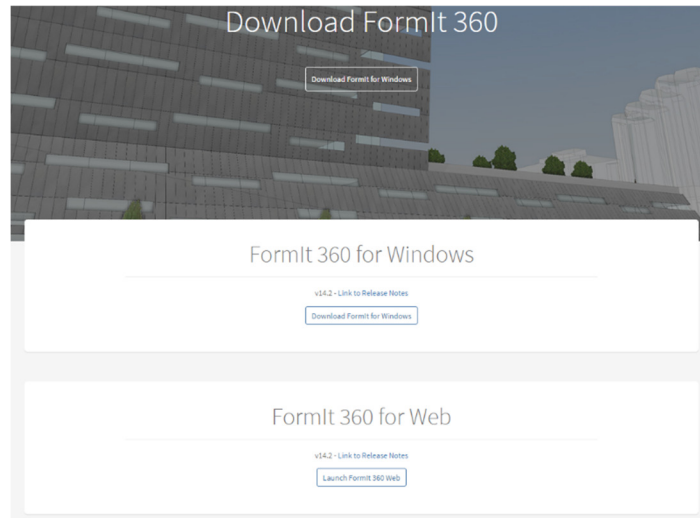 Download FormIt 360
Download FormIt for Windows
FormIt 360 for Windows
v14.2 - Link to Release Notes
Download FormIt for Windows
FormIt 360 for Web
v14.2 - Link to Release Notes
Launch FormIt 360 Web